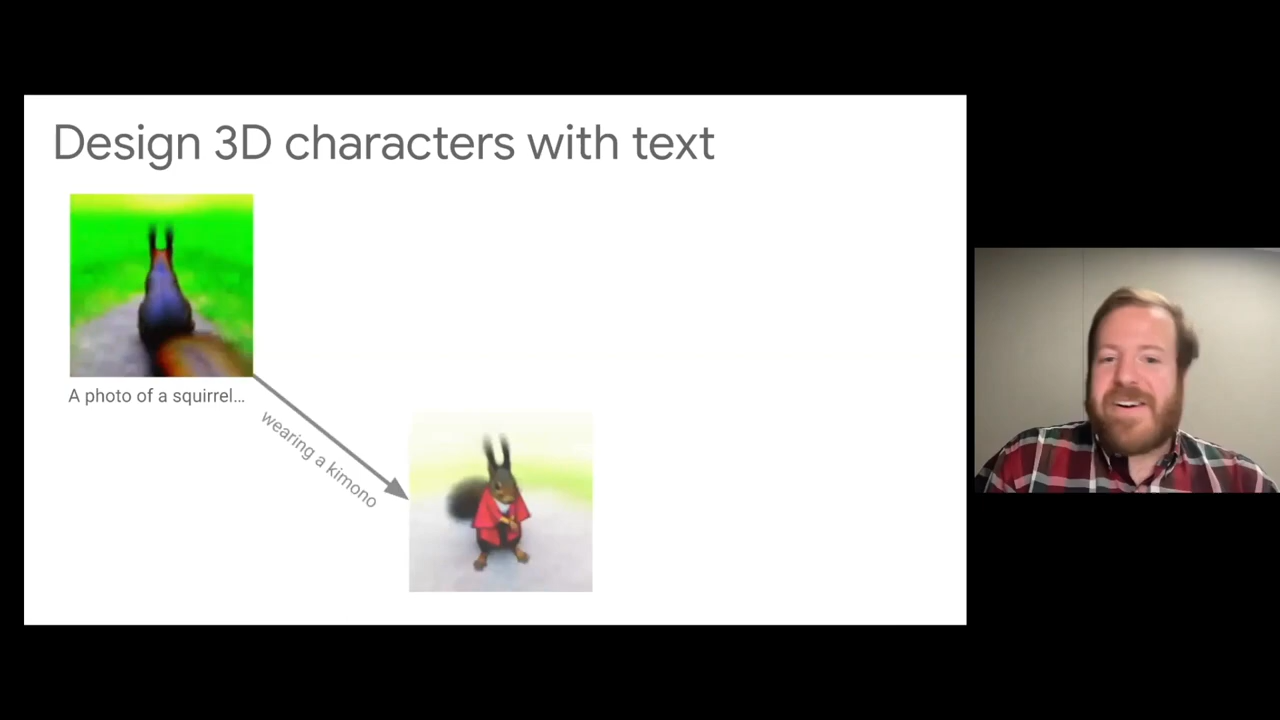 Design 3D characters with text
A photo of a squirrel...
wearing a kimono